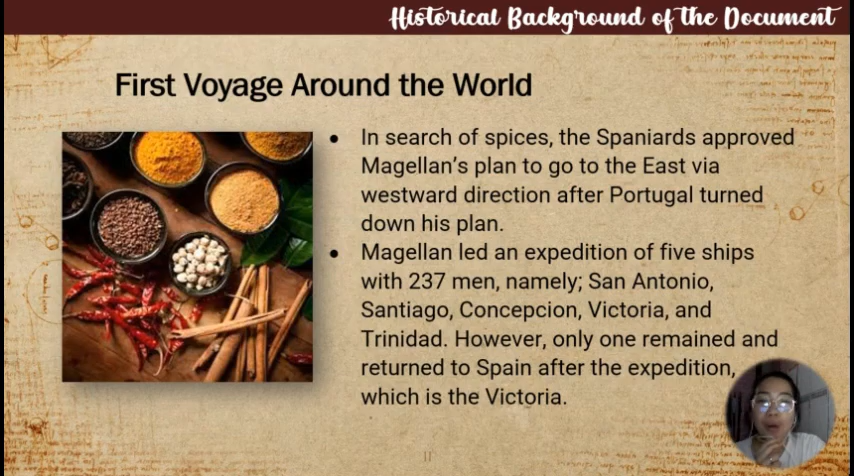 Historical Background of the Document
First Voyage Around the World
● In search of spices, the Spaniards approved
Magellan's plan to go to the East via
westward direction after Portugal turned
down his plan.
● Magellan led an expedition of five ships
with 237 men, namely; San Antonio,
Santiago, Concepcion, Victoria, and
Trinidad. However, only one remained and
returned to Spain after the expedition,
which is the Victoria.
11